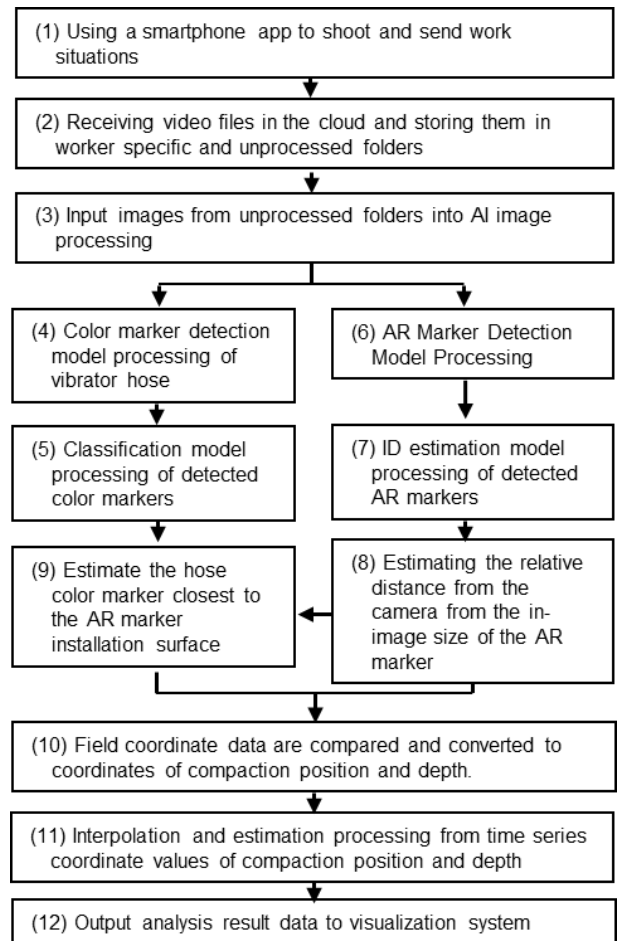 (1) Using a smartphone app to shoot and send work
situations
(2) Receiving video files in the cloud and storing them in
worker specific and unprocessed folders
(3) Input images from unprocessed folders into AI image
processing
(4) Color marker detection
model processing of
vibrator hose
(5) Classification model
processing of detected
color markers
(6) AR Marker Detection
Model Processing
(7) ID estimation model
processing of detected
AR markers
(8) Estimating the relative
distance from the
camera from the in-
image size of the AR
marker
(9) Estimate the hose
color marker closest to
the AR marker
installation surface
(10) Field coordinate data are compared and converted to
coordinates of compaction position and depth.
(11) Interpolation and estimation processing from time series
coordinate values of compaction position and depth
(12) Output analysis result data to visualization system